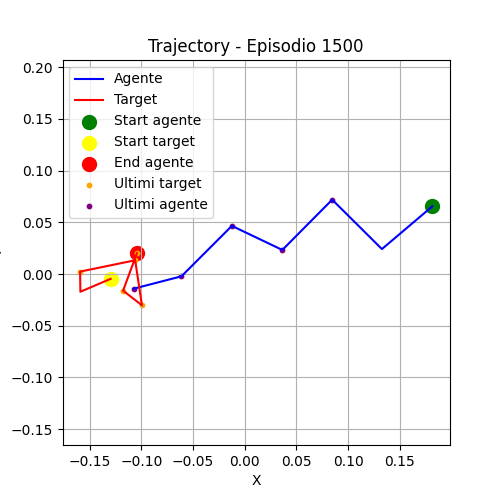 Trajectory - Episodio 1500
Agente
Target
Start agente
Start target
End agente
Ultimi target
Ultimi agente
0.20
0.15
0.10
0.05
0.00
−0.05
−0.10
−0.15
−0.15
−0.10
−0.05
0.00
0.05
0.10
0.15
X